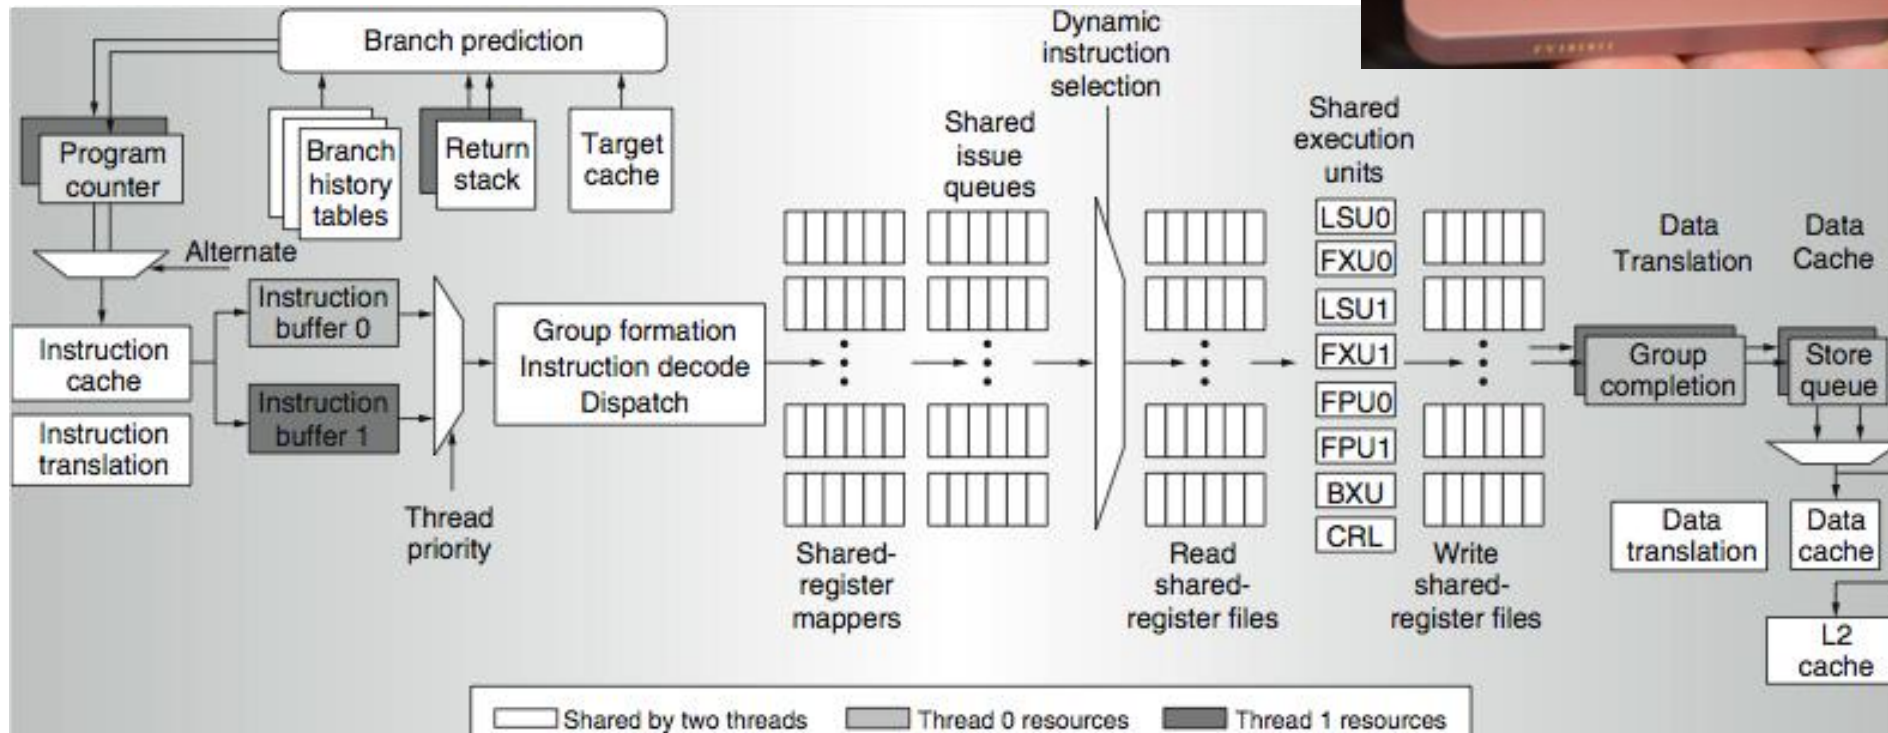 Branch prediction
Program
counter
Branch
history
tables
Return
stack
Target
cache
Alternate
Instruction
cache
Instruction
translation
Instruction
buffer 0
Instruction
buffer 1
Thread
priority
Group formation
Instruction decode
Dispatch
Shared-
register
mappers
Shared
issue
queues
Dynamic
instruction
selection
Read
shared-
register files
Shared
execution
units
LSU0
FXU0
LSU1
FXU1
FPU0
FPU1
BXU
CRL
Write
shared-
register files
Data
Translation
Data
Cache
Group
completion
Store
queue
Data
translation
Data
cache
L2
cache
Shared by two threads
Thread 0 resources
Thread 1 resources